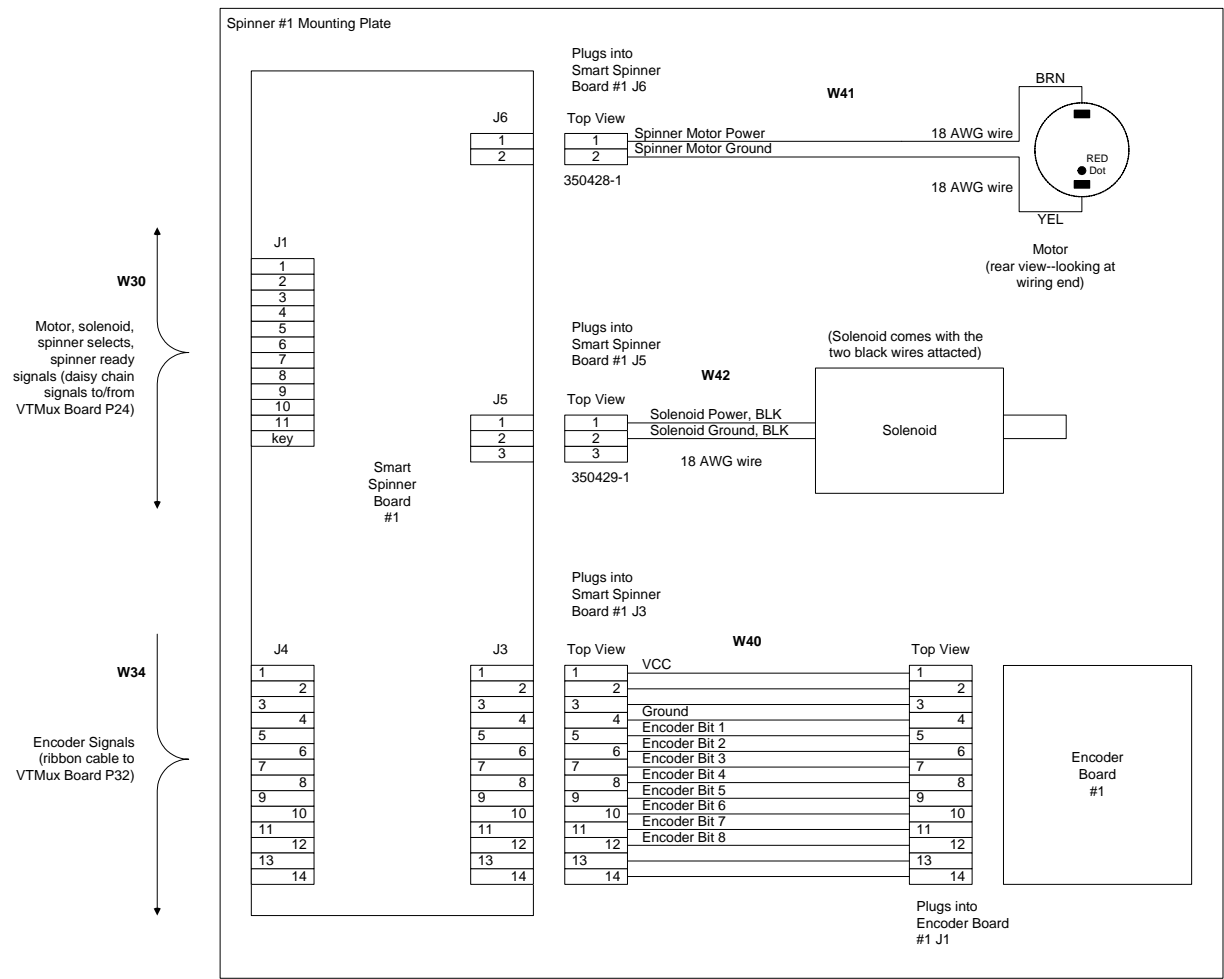 Spinner #1 Mounting Plate
Plugs into
Smart Spinner
Board #1 J6
W41
BRN
J6
Top View
1
2
1
2
Spinner Motor Power
Spinner Motor Ground
18 AWG wire
350428-1
18 AWG wire
RED
Dot
YEL
Motor
(rear view--looking at
wiring end)
W30
Motor, solenoid,
spinner selects,
spinner ready
signals (daisy chain
signals to/from
VTMux Board P24)
J1
1
2
3
4
5
6
7
8
9
10
11
key
Plugs into
Smart Spinner
Board #1 J5
W42
(Solenoid comes with the
two black wires attacted)
J5
Top View
1
2
3
1
2
3
Solenoid Power, BLK
Solenoid Ground, BLK
18 AWG wire
350429-1
Solenoid
Smart
Spinner
Board
#1
Plugs into
Smart Spinner
Board #1 J3
W40
W34
Encoder Signals
(ribbon cable to
VTMux Board P32)
J4
1
2
3
4
5
6
7
8
9
10
11
12
13
14
J3
1
2
3
4
5
6
7
8
9
10
11
12
13
14
Top View
1
2
3
4
5
6
7
8
9
10
11
12
13
14
VCC
Ground
Encoder Bit 1
Encoder Bit 2
Encoder Bit 3
Encoder Bit 4
Encoder Bit 5
Encoder Bit 6
Encoder Bit 7
Encoder Bit 8
Top View
1
2
3
4
5
6
7
8
9
10
11
12
13
14
Plugs into
Encoder Board
#1 J1
Encoder
Board
#1